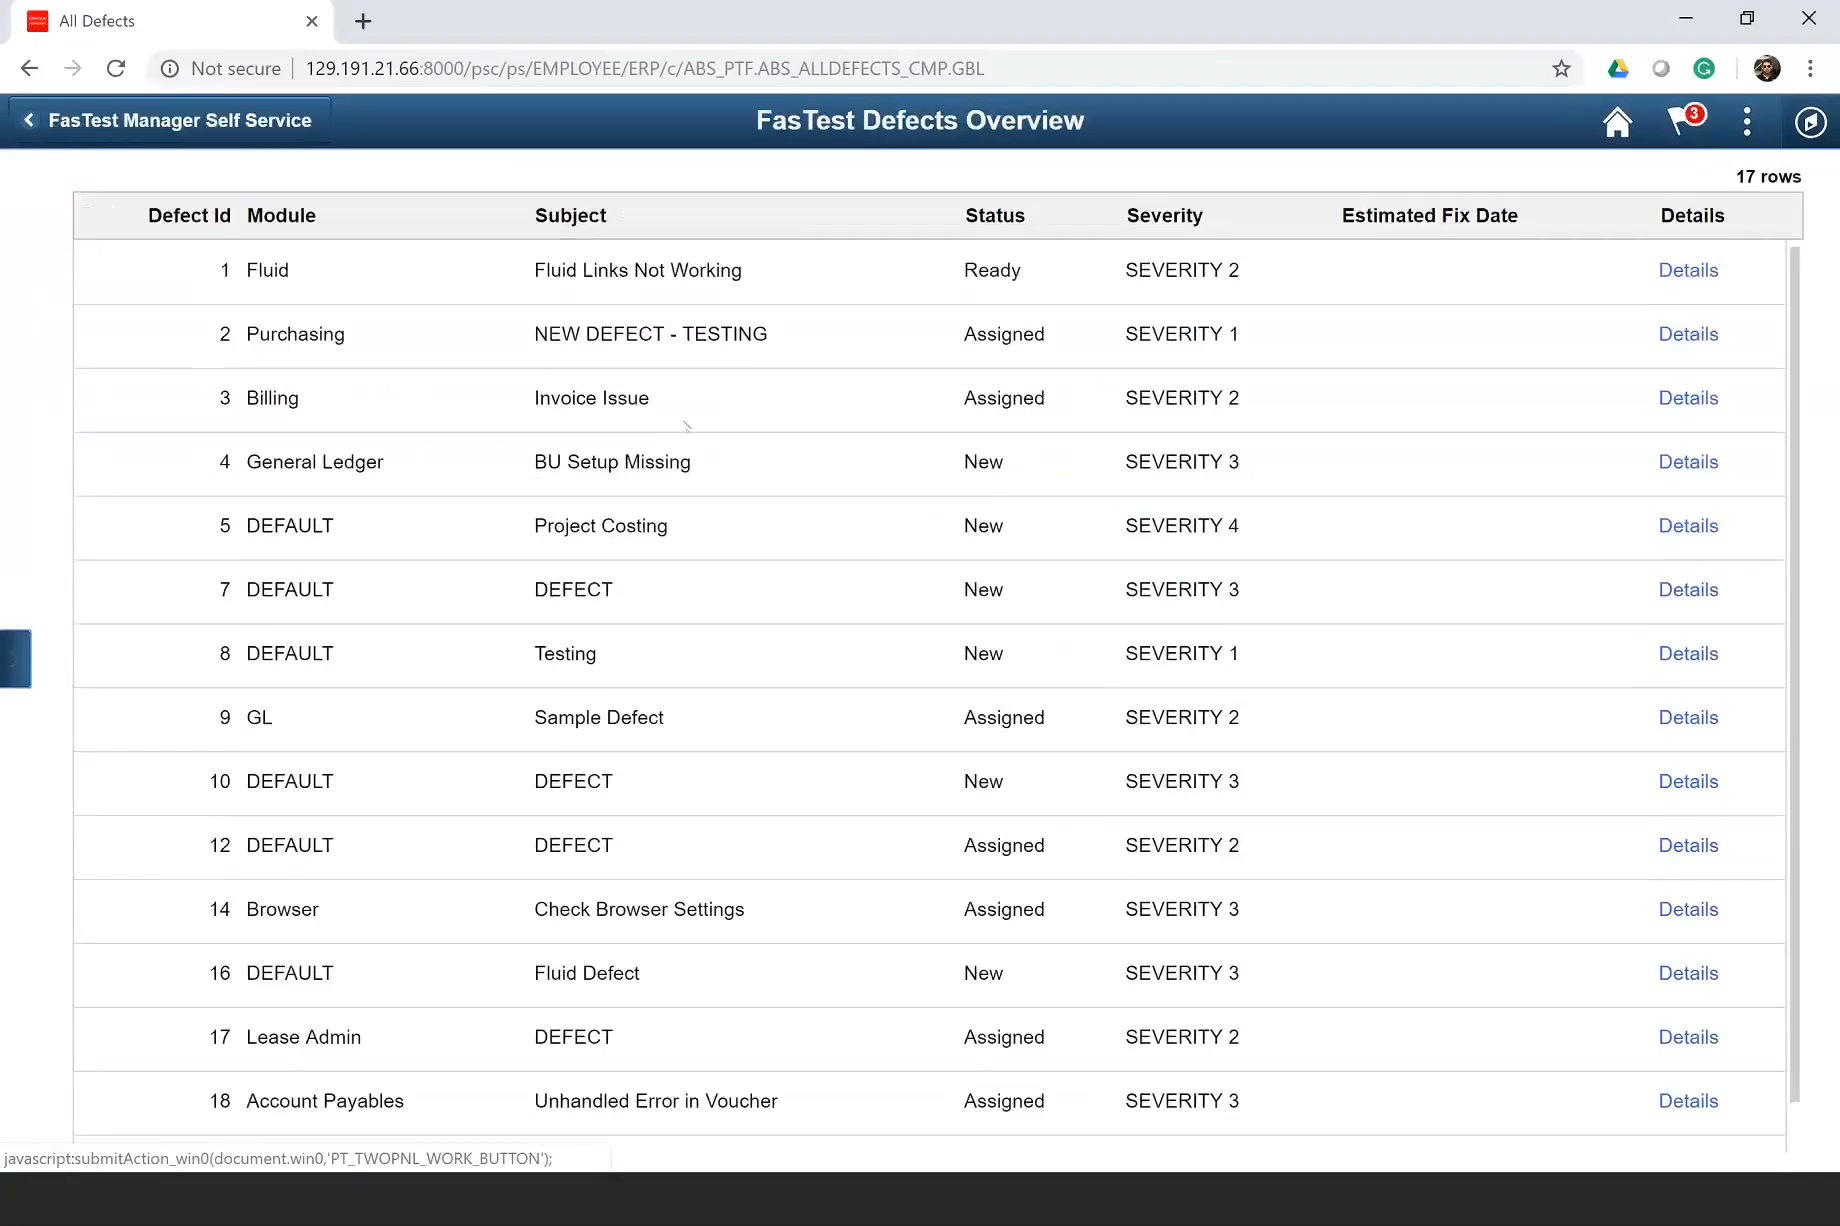 All Defects
Not secure 129.191.21.66:8000/psc/ps/EMPLOYEE/ERP/c/ABS_PTF.ABS_ALLDEFECTS_CMP.GBL
FasTest Manager Self Service FasTest Defects Overview 3
17 rows
Defect Id Module Subject Status Severity Estimated Fix Date Details
1 Fluid Fluid Links Not Working Ready SEVERITY 2 Details
2 Purchasing NEW DEFECT - TESTING Assigned SEVERITY 1 Details
3 Billing Invoice Issue Assigned SEVERITY 2 Details
4 General Ledger BU Setup Missing New SEVERITY 3 Details
5 DEFAULT Project Costing New SEVERITY 4 Details
7 DEFAULT DEFECT New SEVERITY 3 Details
8 DEFAULT Testing New SEVERITY 1 Details
9 GL Sample Defect Assigned SEVERITY 2 Details
10 DEFAULT DEFECT New SEVERITY 3 Details
12 DEFAULT DEFECT Assigned SEVERITY 2 Details
14 Browser Check Browser Settings Assigned SEVERITY 3 Details
16 DEFAULT Fluid Defect New SEVERITY 3 Details
17 Lease Admin DEFECT Assigned SEVERITY 2 Details
18 Account Payables Unhandled Error in Voucher Assigned SEVERITY 3 Details
javascript:submitAction_win0(document.win0,'PT_TWOPNL_WORK_BUTTON');